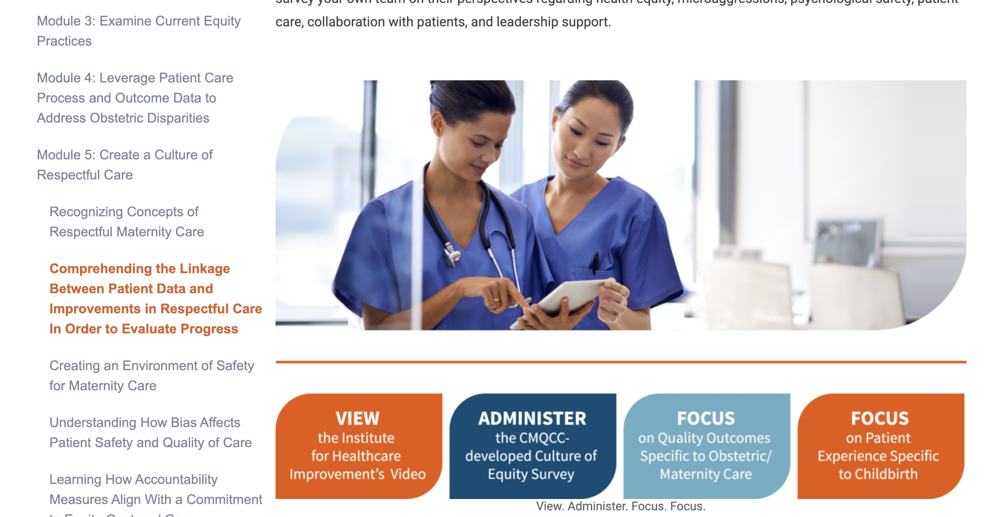 Module 3: Examine Current Equity
Practices
Module 4: Leverage Patient Care
Process and Outcome Data to
Address Obstetric Disparities
Module 5: Create a Culture of
Respectful Care
Recognizing Concepts of
Respectful Maternity Care
Comprehending the Linkage
Between Patient Data and
Improvements in Respectful Care
In Order to Evaluate Progress
Creating an Environment of Safety
for Maternity Care
Understanding How Bias Affects
Patient Safety and Quality of Care
Learning How Accountability
Measures Align With a Commitment
to Equity-Centered Care
survey your own team on their perspectives regarding health equity, microaggressions, psychological safety, patient
care, collaboration with patients, and leadership support.
VIEW
the Institute
for Healthcare
Improvement’s Video
ADMINISTER
the CMQCC-
developed Culture of
Equity Survey
FOCUS
on Quality Outcomes
Specific to Obstetric/
Maternity Care
FOCUS
on Patient
Experience Specific
to Childbirth
View. Administer. Focus. Focus.